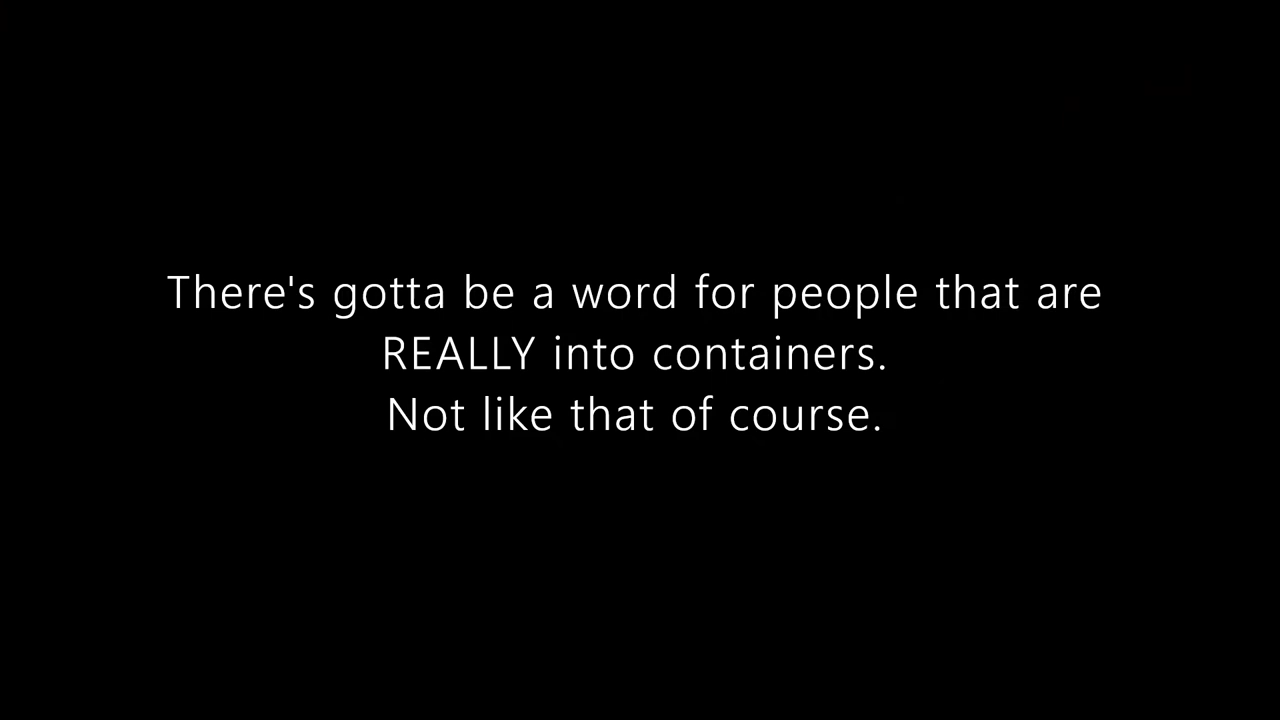 There's gotta be a word for people that are
REALLY into containers.
Not like that of course.